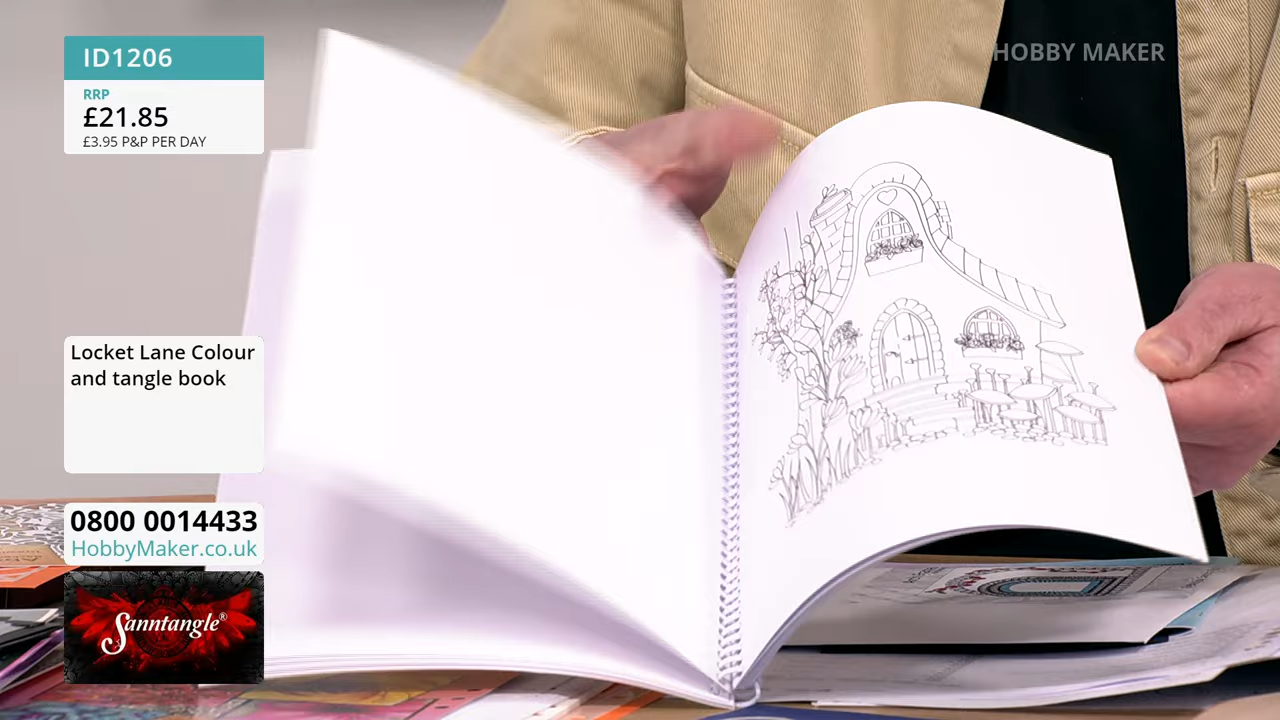 ID1206
HOBBY MAKER
RRP
£21.85
£3.95 P&P PER DAY
Locket Lane Colour
and tangle book
0800 0014433
HobbyMaker.co.uk
Sanntangle®